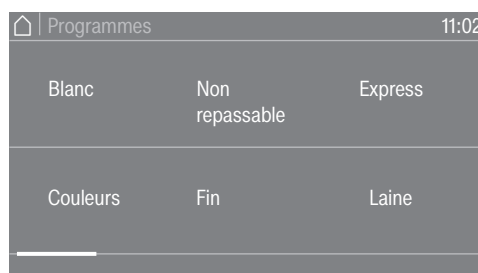 Programmes 11:02
Blanc Non repassable Express
Couleurs Fin Laine